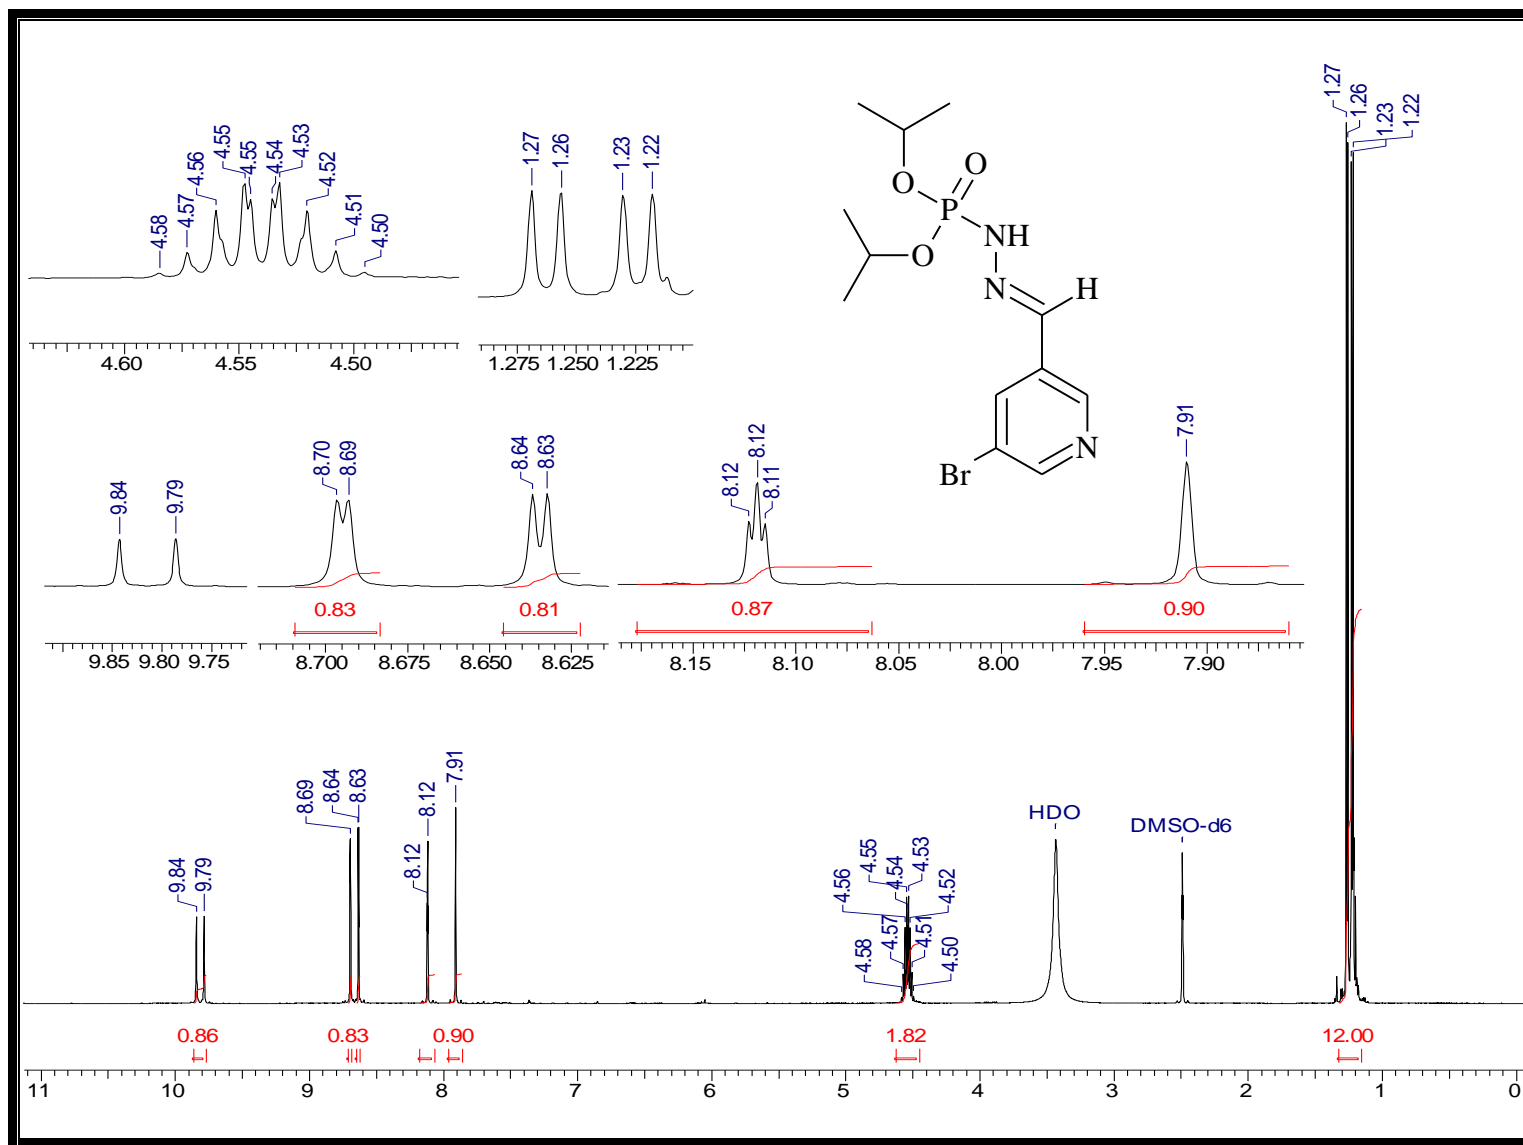 1.27
1.26
1.23
1.22
4.58
4.57
4.56
4.55
4.55
4.54
4.53
4.52
4.51
4.50
4.60 4.55 4.50
1.27
1.26
1.23
1.22
1.275 1.250 1.225
O
O
P
NH
O
N
H
N
Br
9.84
9.79
9.85 9.80 9.75
8.70
8.69
0.83
8.64
8.63
0.81
8.700 8.675 8.650 8.625
8.12
8.12
8.11
0.87
7.91
0.90
8.15 8.10 8.05 8.00 7.95 7.90
9.84
9.79
8.69
8.64
8.63
8.12
8.12
7.91
4.58
4.57
4.56
4.55
4.54
4.53
4.52
4.51
4.50
HDO
DMSO-d6
0.86 0.83 0.90 1.82 12.00
11 10 9 8 7 6 5 4 3 2 1 0